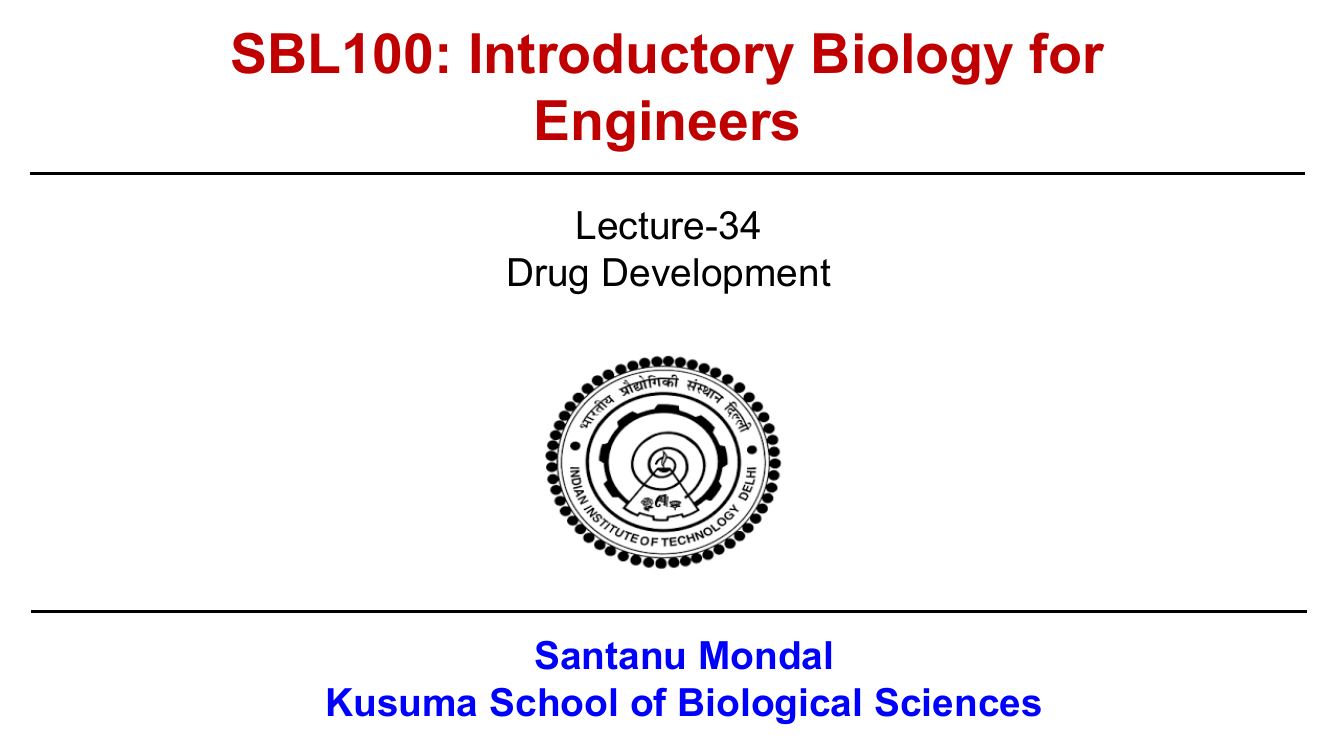 SBL100: Introductory Biology for
Engineers
Lecture-34
Drug Development
भारतीय प्रौद्योगिकी संस्थान दिल्ली
INDIAN INSTITUTE OF TECHNOLOGY DELHI
Santanu Mondal
Kusuma School of Biological Sciences